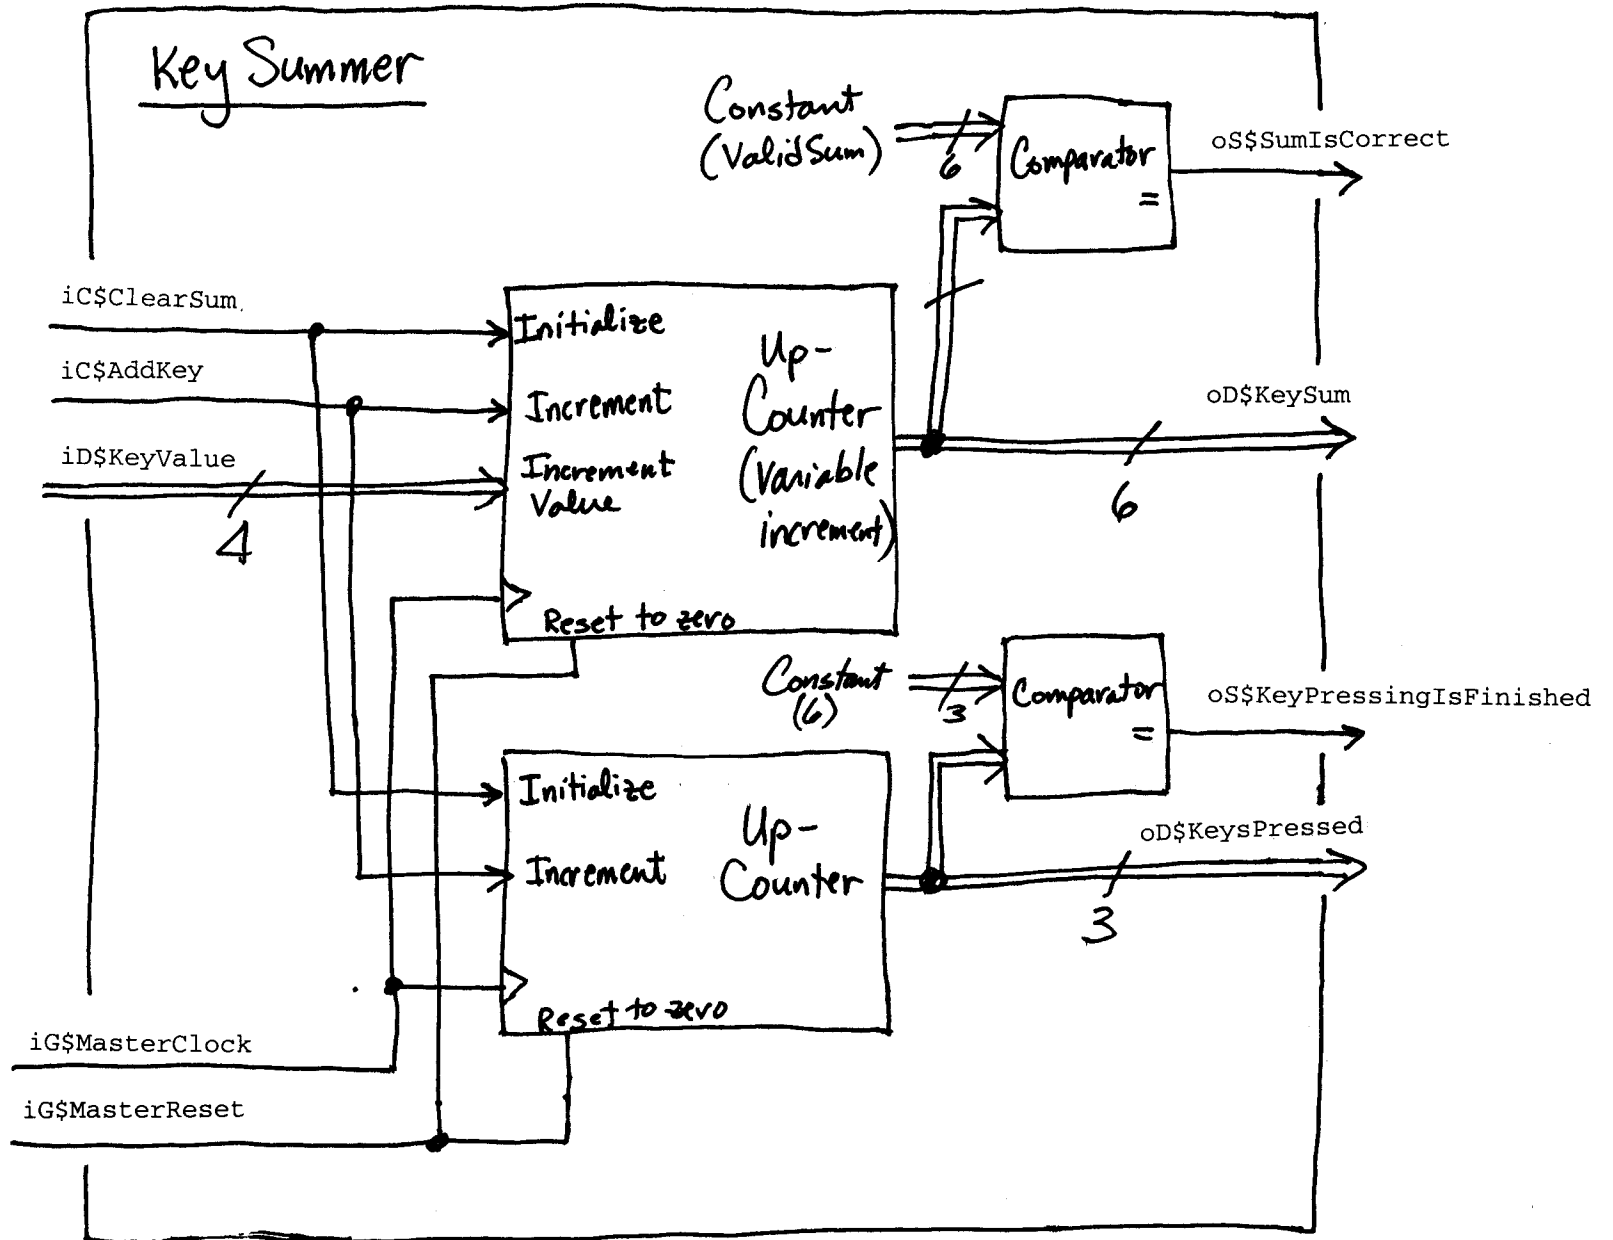 Key Summer
Constant
(ValidSum)
6
Comparator
=
oS$SumIsCorrect
iC$ClearSum
Initialize
iC$AddKey
Increment
iD$KeyValue
4
Increment
Value
Up-
Counter
(variable
increment)
Reset to zero
oD$KeySum
6
Constant
(6)
3
Comparator
=
oS$KeyPressingIsFinished
Initialize
Increment
Up-
Counter
Reset to zero
oD$KeysPressed
3
iG$MasterClock
iG$MasterReset